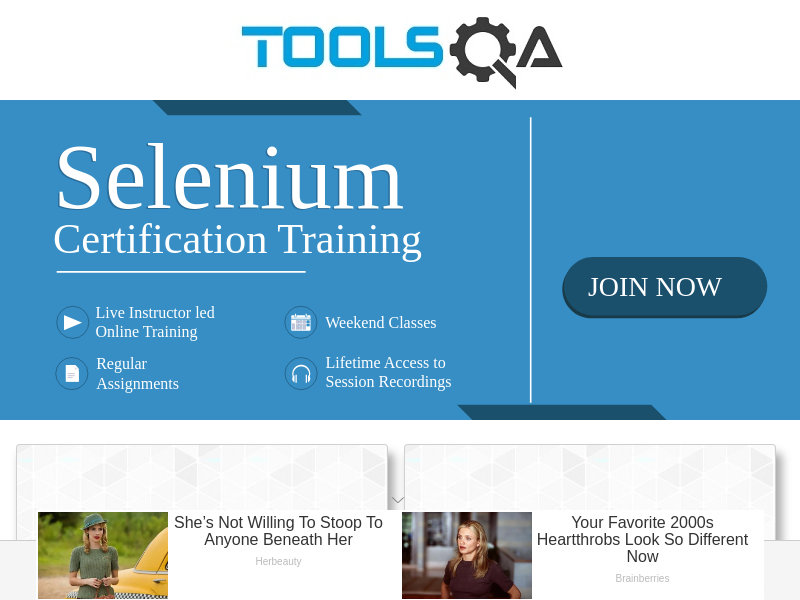 TOOLSQA
Selenium
Certification Training
JOIN NOW
Live Instructor led
Online Training
Weekend Classes
Regular
Assignments
Lifetime Access to
Session Recordings
She’s Not Willing To Stoop To
Anyone Beneath Her
Herbeauty
Your Favorite 2000s
Heartthrobs Look So Different
Now
Brainberries